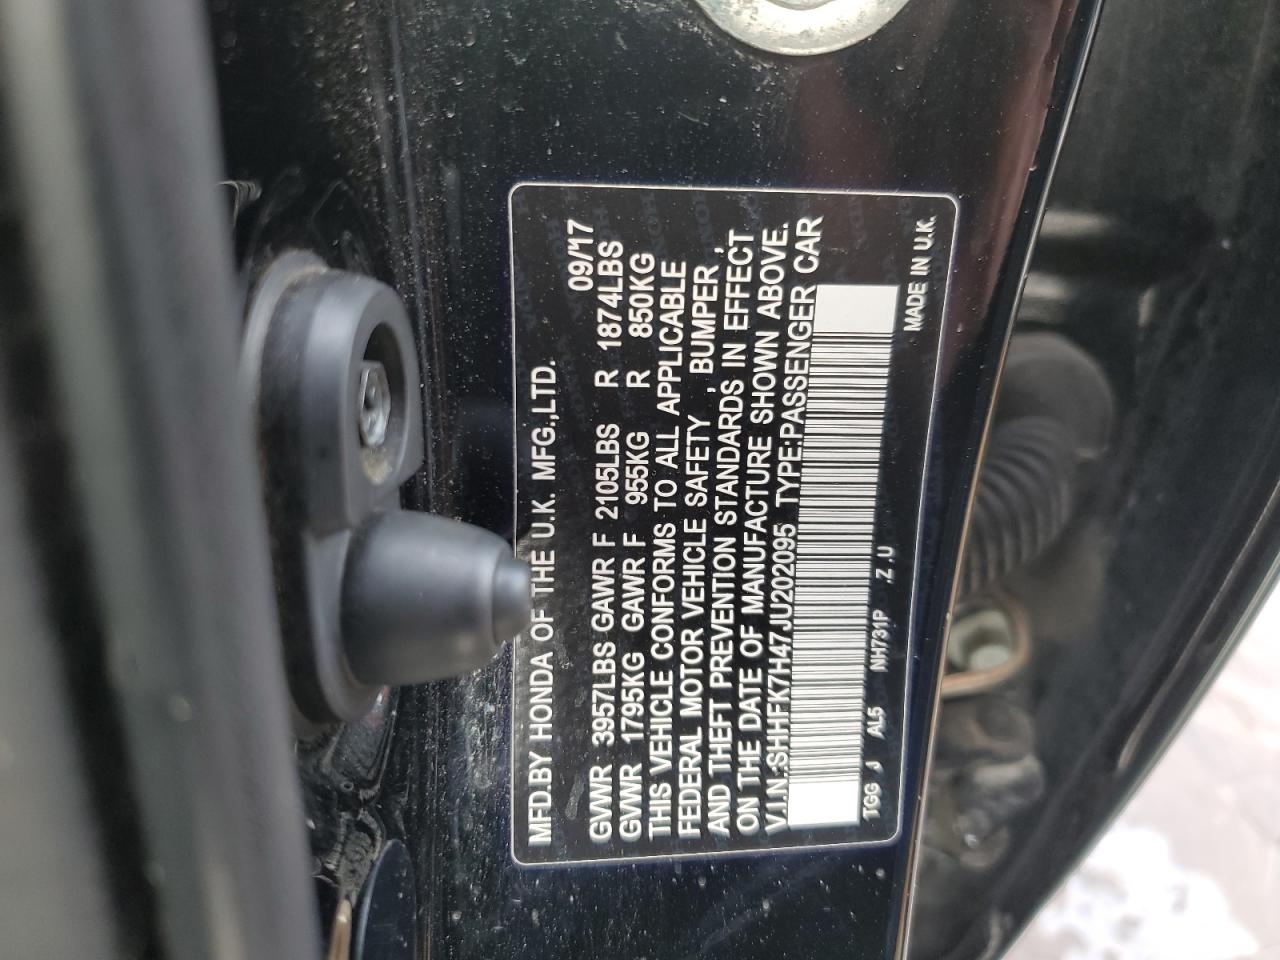 MFD.BY HONDA OF THE U.K. MFG.,LTD.
09/17
GVWR 3957LBS GAWR F 2105LBS R 1874LBS
GVWR 1795KG GAWR F 955KG R 850KG
THIS VEHICLE CONFORMS TO ALL APPLICABLE
FEDERAL MOTOR VEHICLE SAFETY , BUMPER ,
AND THEFT PREVENTION STANDARDS IN EFFECT
ON THE DATE OF MANUFACTURE SHOWN ABOVE.
V.I.N.:SHHFK7H47JU202095 TYPE:PASSENGER CAR
TGG J AL5 NH731P .Z .U MADE IN U.K.